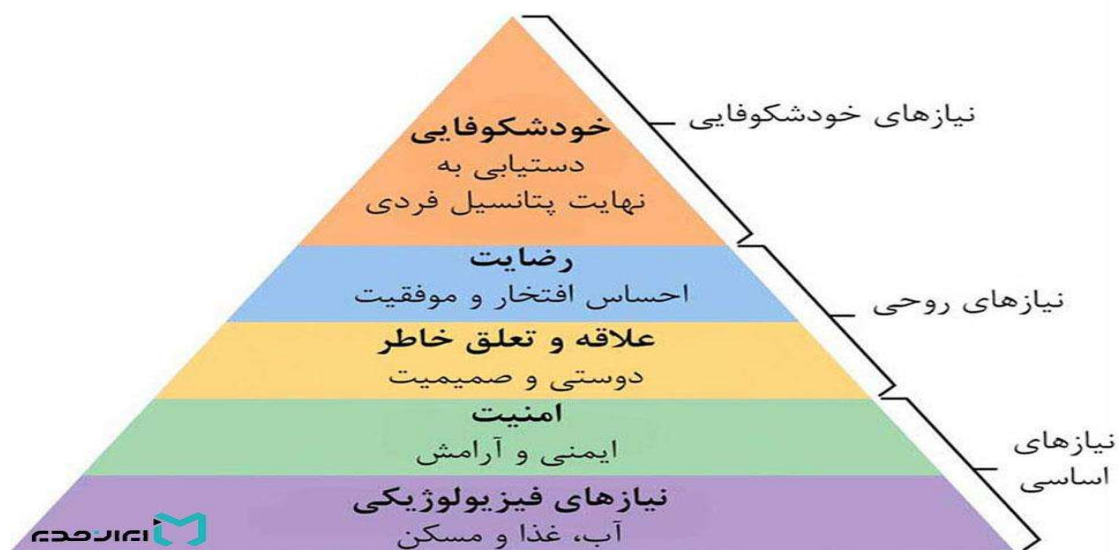 خودشکوفایی
دستیابی به
نهایت پتانسیل فردی
نیازهای خودشکوفایی
رضایت
احساس افتخار و موفقیت
نیازهای روحی
علاقه و تعلق خاطر
دوستی و صمیمیت
امنیت
ایمنی و آرامش
نیازهای
اساسی
نیازهای فیزیولوژیکی
آب، غذا و مسکن